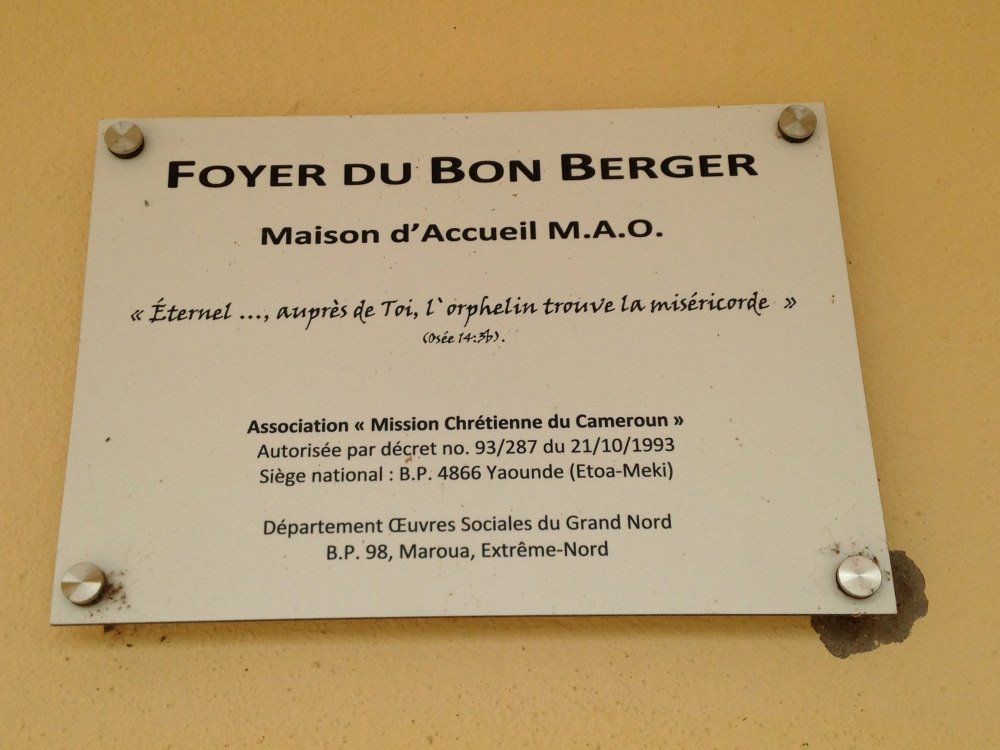 FOYER DU BON BERGER
Maison d'Accueil M.A.O.
« Éternel ..., auprès de Toi, l`orphelin trouve la miséricorde »
(Osée 14:3b).
Association « Mission Chrétienne du Cameroun »
Autorisée par décret no. 93/287 du 21/10/1993
Siège national : B.P. 4866 Yaounde (Etoa-Meki)
Département Œuvres Sociales du Grand Nord
B.P. 98, Maroua, Extrême-Nord